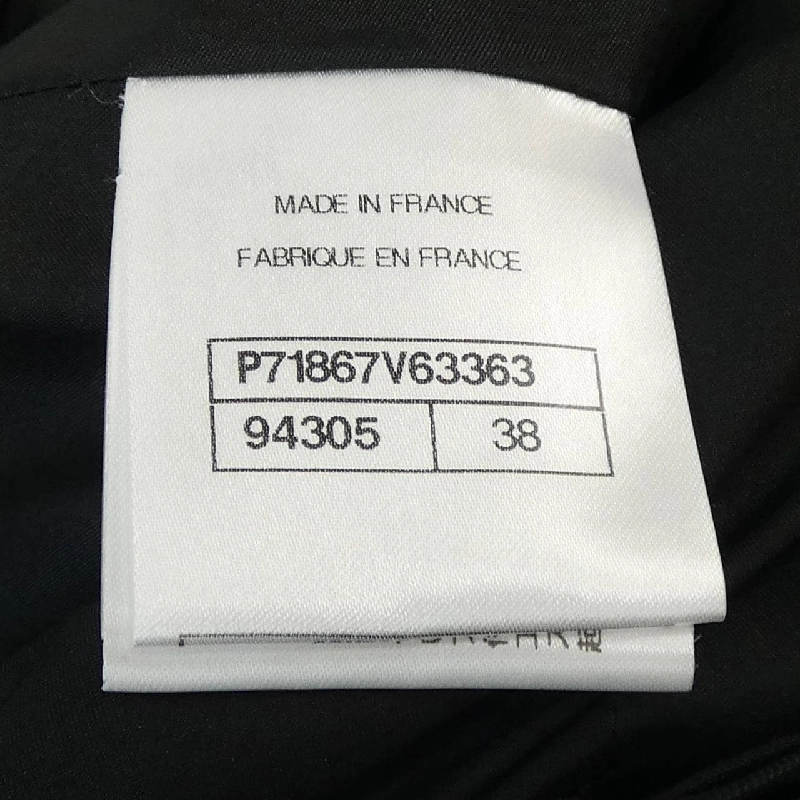 MADE IN FRANCE
FABRIQUE EN FRANCE
P71867V63363
94305 38